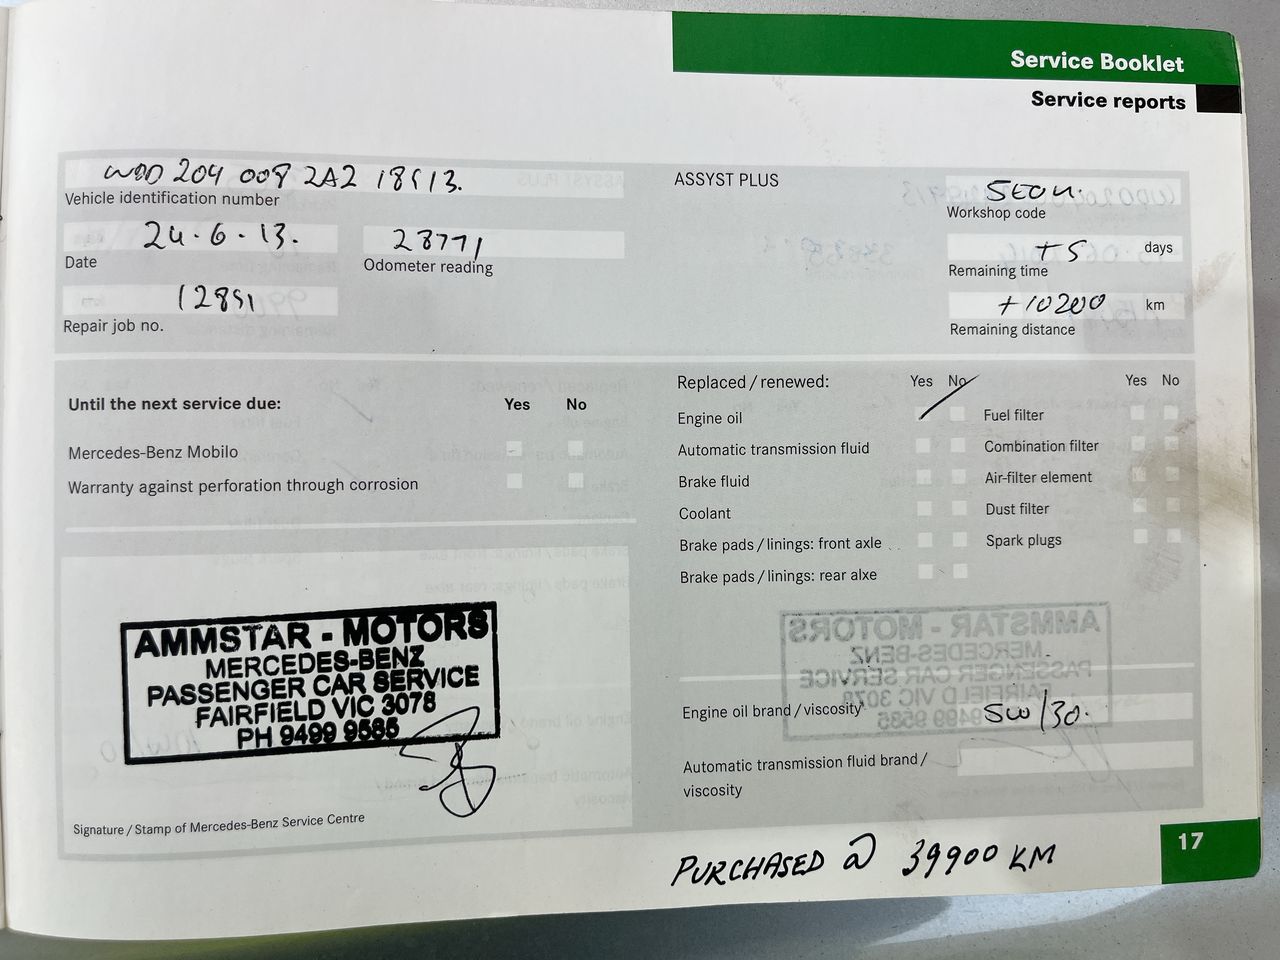 Service Booklet
Service reports
WDD 204 008 2A2 18513.
Vehicle identification number
ASSYST PLUS
Workshop code
24.6.13.
Date
28771
Odometer reading
+5 days
Remaining time
12851
Repair job no.
+10200 km
Remaining distance
Until the next service due: Yes No
Mercedes-Benz Mobilo
Warranty against perforation through corrosion
Replaced / renewed: Yes No
Engine oil
Automatic transmission fluid
Brake fluid
Coolant
Brake pads / linings: front axle
Brake pads / linings: rear alxe
Yes No
Fuel filter
Combination filter
Air-filter element
Dust filter
Spark plugs
AMMSTAR - MOTORS
MERCEDES-BENZ
PASSENGER CAR SERVICE
FAIRFIELD VIC 3078
PH 9499 9585
Signature / Stamp of Mercedes-Benz Service Centre
Engine oil brand / viscosity 5W/30.
Automatic transmission fluid brand /
viscosity
17
PURCHASED @ 39900 KM